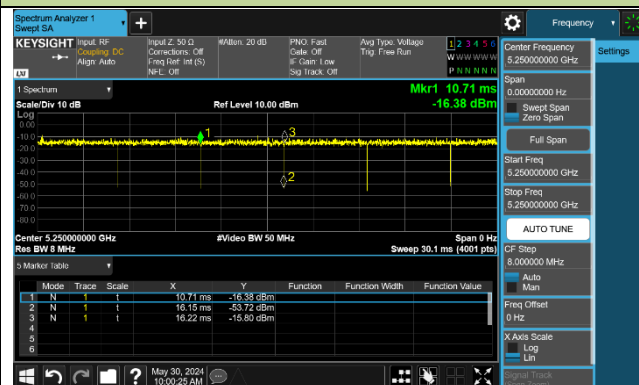 Spectrum Analyzer 1
Swept SA
Frequency
KEYSIGHT
Input: RF
Coupling: DC
Align: Auto
Input Z: 50 Ω
Corrections: Off
Freq Ref: Int (S)
NFE: Off
#Atten: 20 dB
PNO: Fast
Gate: Off
IF Gain: Low
Sig Track: Off
Avg Type: Voltage
Trig: Free Run
1 2 3 4 5 6
W W W W W W
P N N N N N
LXI
1 Spectrum
Scale/Div 10 dB
Ref Level 10.00 dBm
Mkr1 10.71 ms
-16.38 dBm
Log
0.00
-10.0
-20.0
-30.0
-40.0
-50.0
-60.0
-70.0
-80.0
1
3
2
Center 5.250000000 GHz
#Video BW 50 MHz
Span 0 Hz
Res BW 8 MHz
Sweep 30.1 ms (4001 pts)
5 Marker Table
Mode Trace Scale X Y Function Function Width Function Value
1 N 1 t 10.71 ms -16.38 dBm
2 N 1 t 16.15 ms -53.72 dBm
3 N 1 t 16.22 ms -15.80 dBm
4
5
6
May 30, 2024
10:00:25 AM
Center Frequency
5.250000000 GHz
Settings
Span
0.00000000 Hz
Swept Span
Zero Span
Full Span
Start Freq
5.250000000 GHz
Stop Freq
5.250000000 GHz
AUTO TUNE
CF Step
8.000000 MHz
Auto
Man
Freq Offset
0 Hz
X Axis Scale
Log
Lin
Signal Track